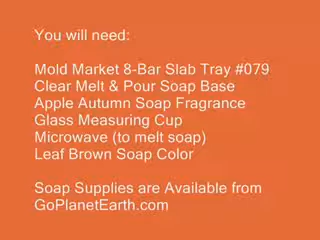 You will need:
Mold Market 8-Bar Slab Tray #079
Clear Melt & Pour Soap Base
Apple Autumn Soap Fragrance
Glass Measuring Cup
Microwave (to melt soap)
Leaf Brown Soap Color
Soap Supplies are Available from
GoPlanetEarth.com